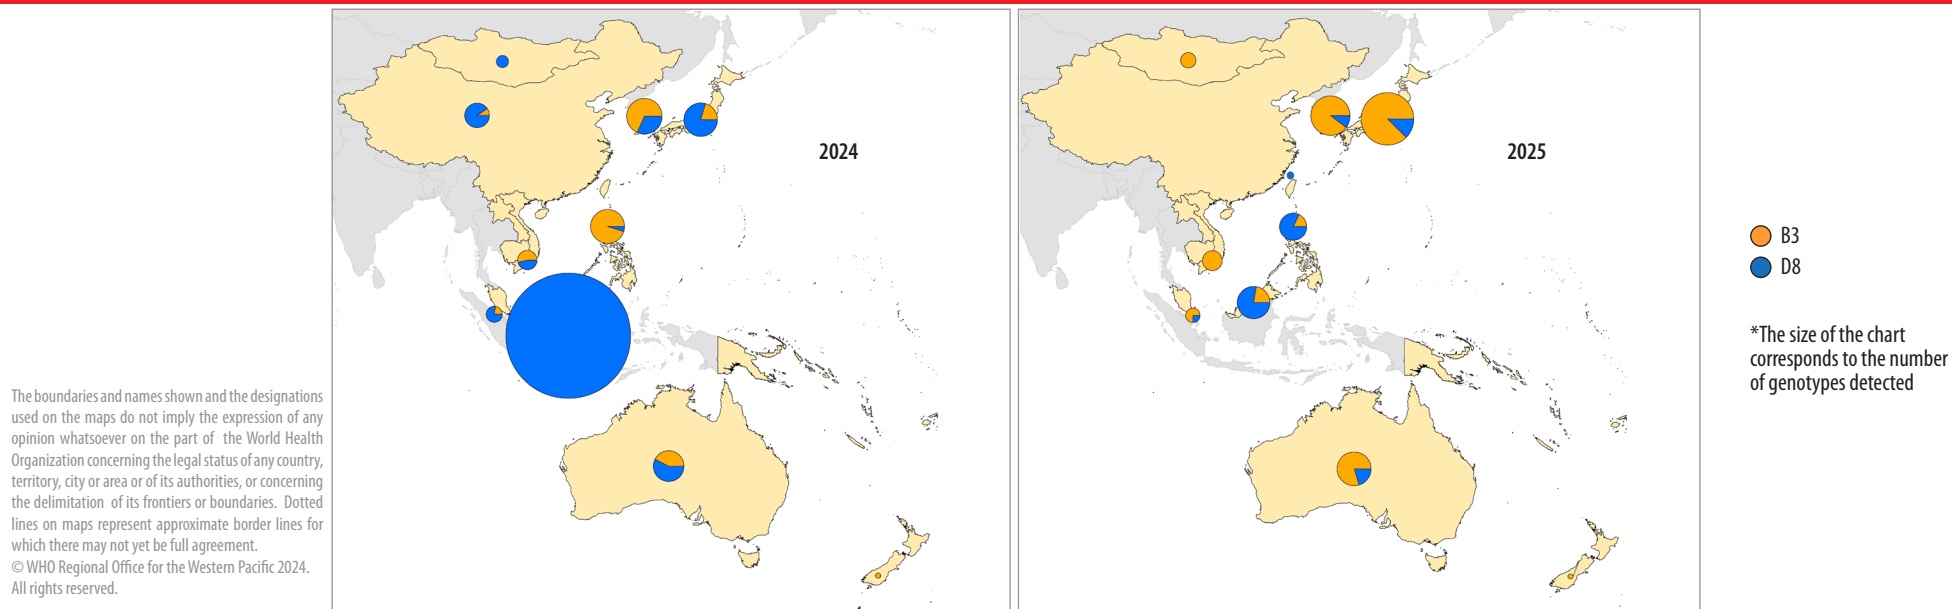 2024
2025
B3
D8
*The size of the chart
corresponds to the number
of genotypes detected
The boundaries and names shown and the designations
used on the maps do not imply the expression of any
opinion whatsoever on the part of the World Health
Organization concerning the legal status of any country,
territory, city or area or of its authorities, or concerning
the delimitation of its frontiers or boundaries. Dotted
lines on maps represent approximate border lines for
which there may not yet be full agreement.
© WHO Regional Office for the Western Pacific 2024.
All rights reserved.